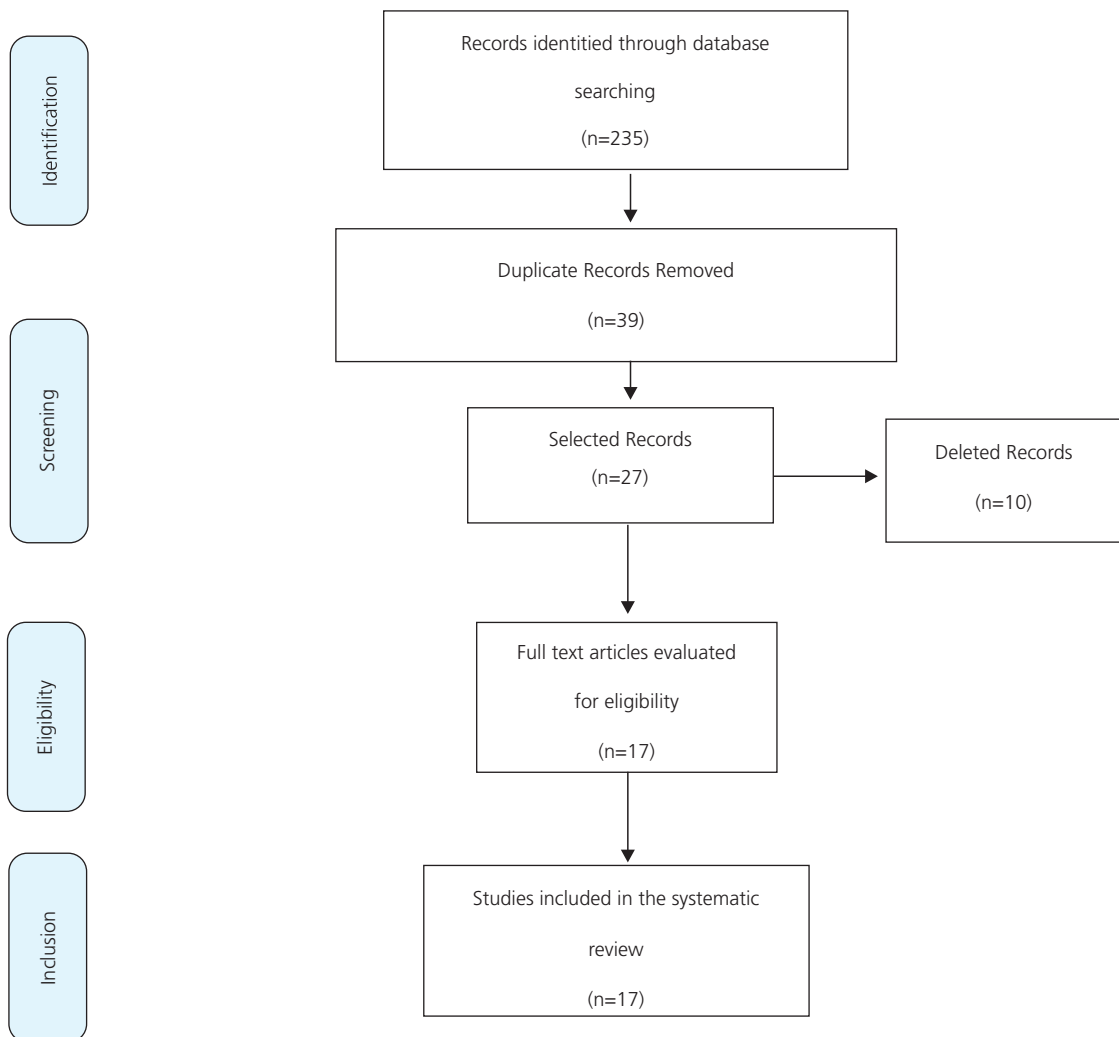 Identification
Records identitied through database
searching
(n=235)
Duplicate Records Removed
(n=39)
Screening
Selected Records
(n=27)
Deleted Records
(n=10)
Eligibility
Full text articles evaluated
for eligibility
(n=17)
Inclusion
Studies included in the systematic
review
(n=17)